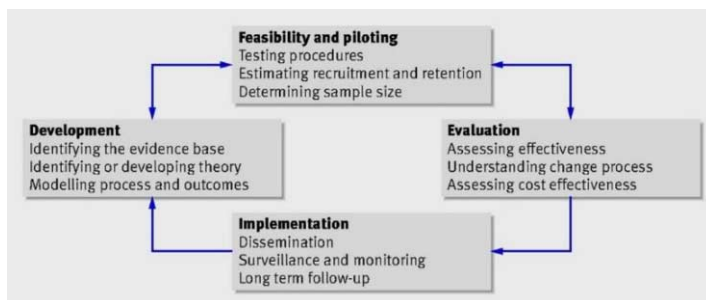 Feasibility and piloting
Testing procedures
Estimating recruitment and retention
Determining sample size
Development
Identifying the evidence base
Identifying or developing theory
Modelling process and outcomes
Evaluation
Assessing effectiveness
Understanding change process
Assessing cost effectiveness
Implementation
Dissemination
Surveillance and monitoring
Long term follow-up